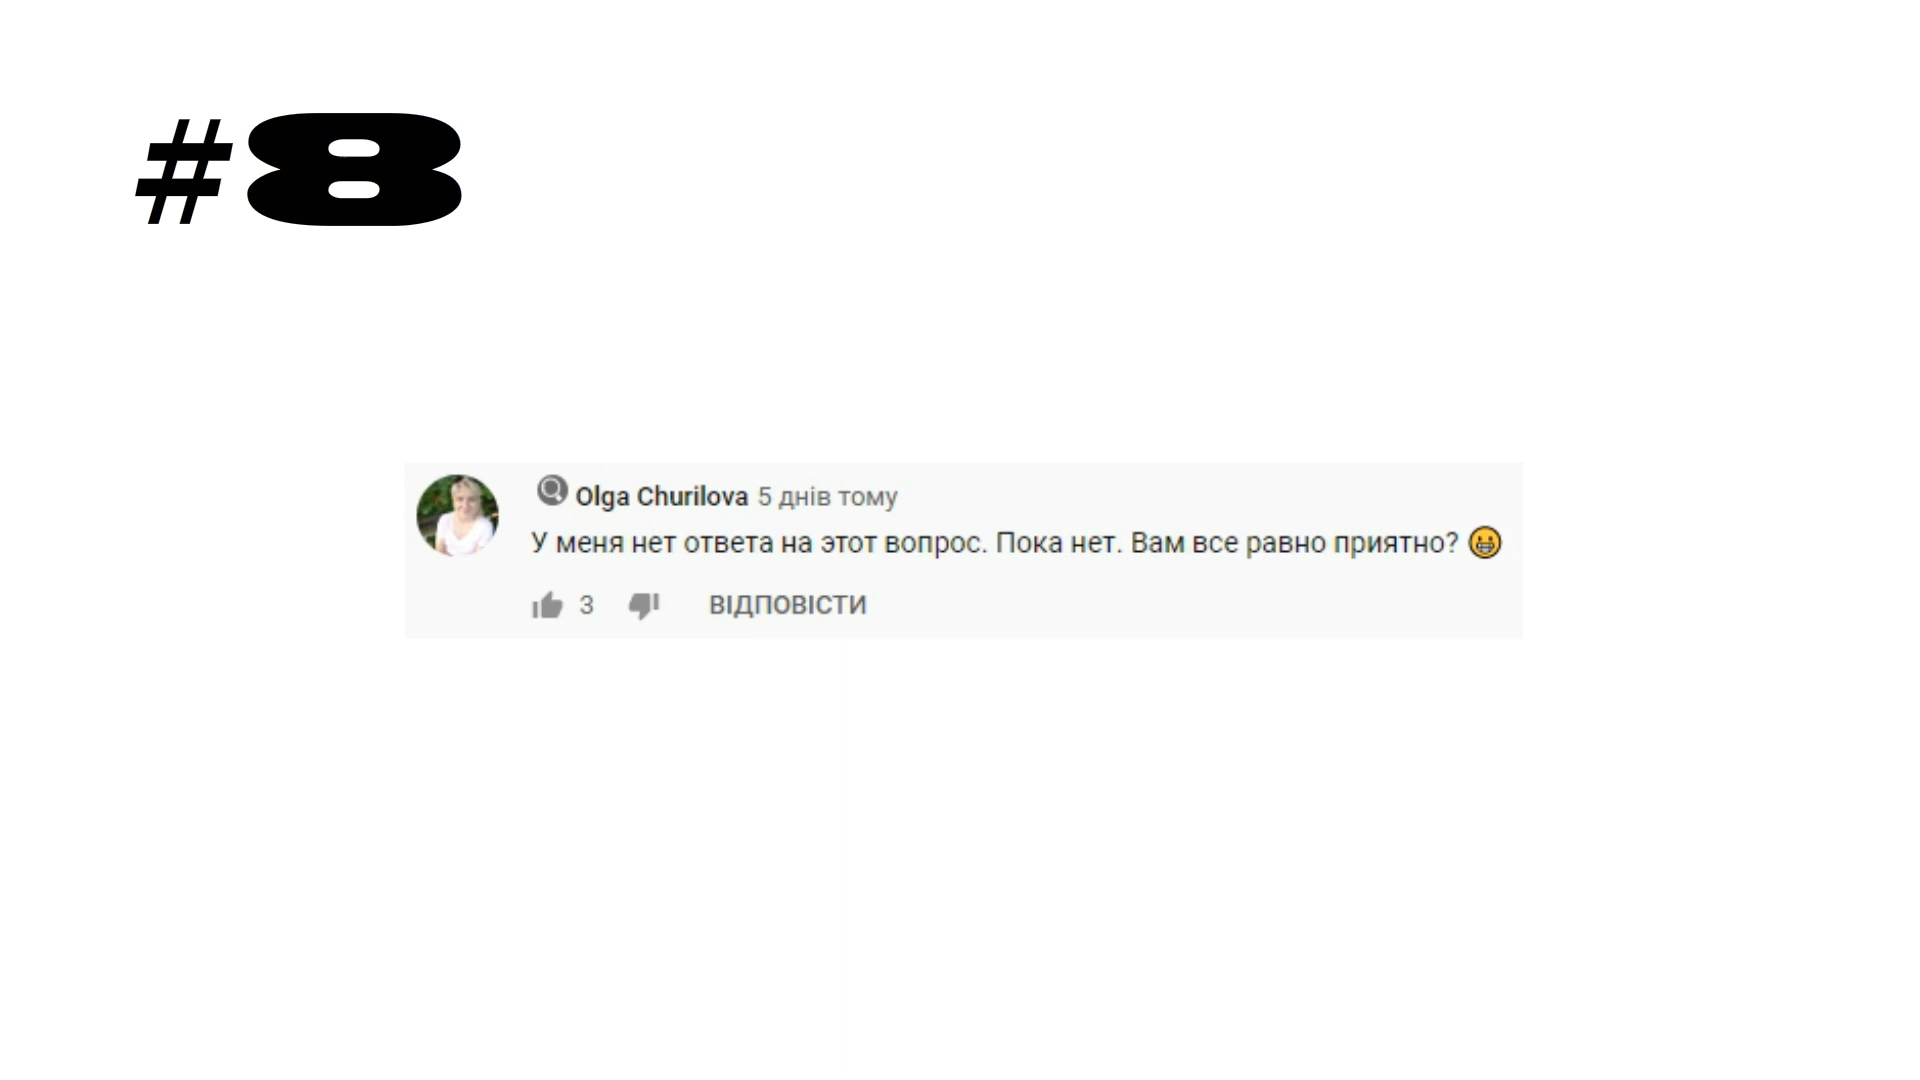 #8
Olga Churilova 5 днів тому
У меня нет ответа на этот вопрос. Пока нет. Вам все равно приятно? 😬
3 ВІДПОВІСТИ